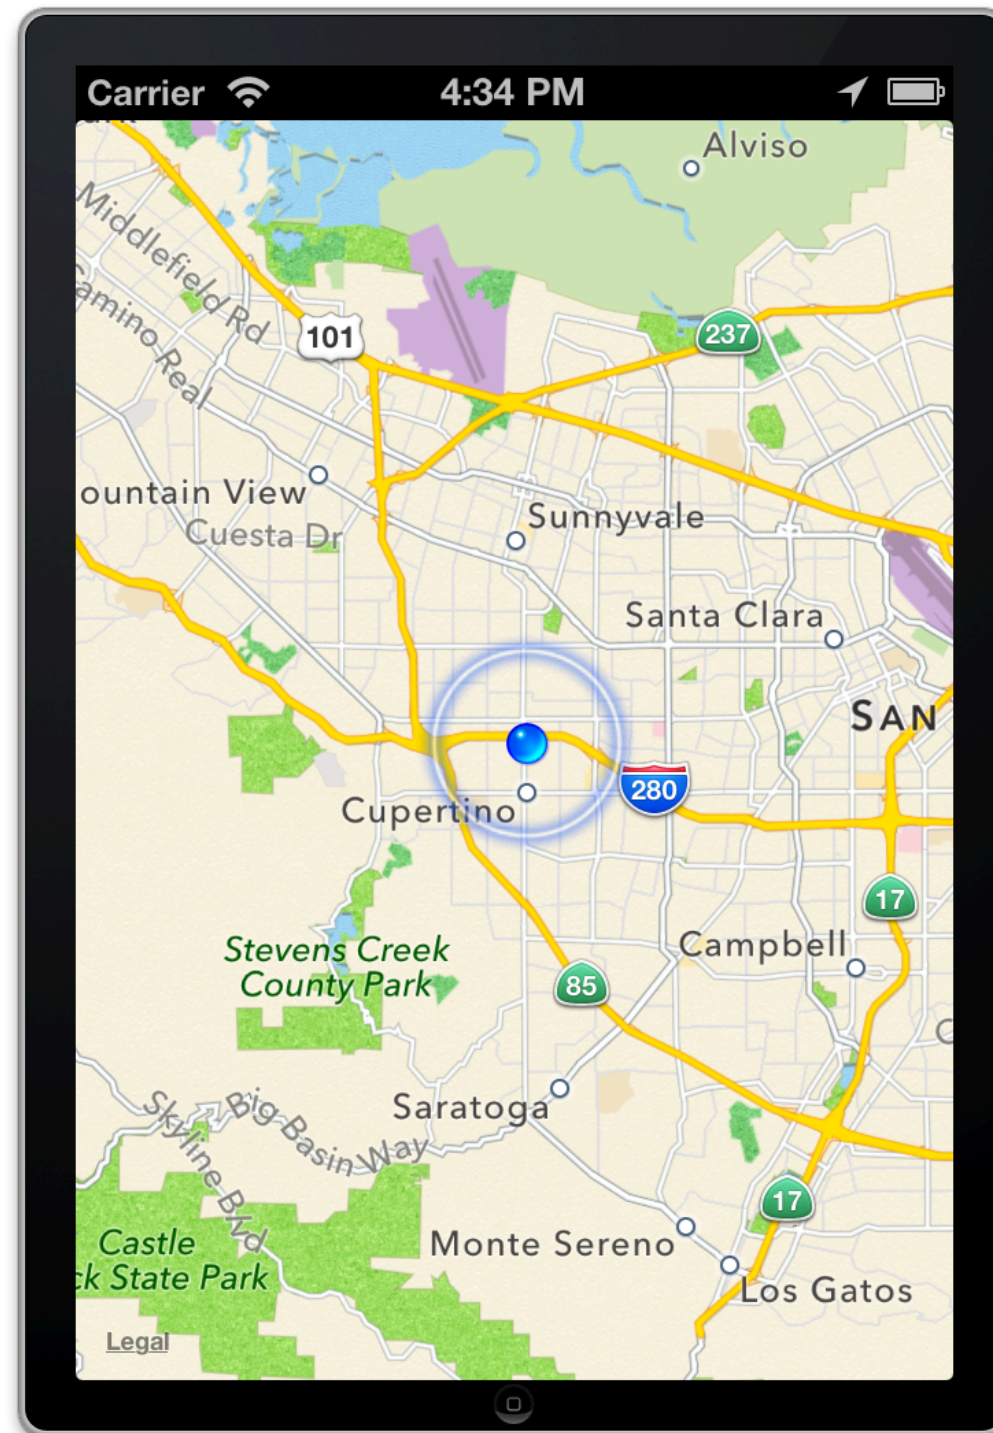 Carrier
4:34 PM
Alviso
Middlefield Rd
Camino Real
101
237
ountain View
Cuesta Dr
Sunnyvale
Santa Clara
SAN
280
Cupertino
17
Stevens Creek
County Park
Campbell
85
Saratoga
Big Basin Way
Skyline Blvd
17
Castle
ck State Park
Monte Sereno
Los Gatos
Legal